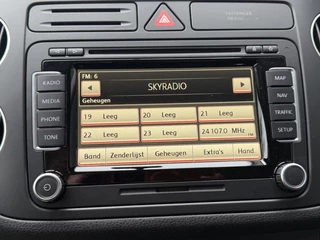 FM: 6
SKYRADIO
Geheugen
RADIO
MEDIA
PHONE
TONE
19 Leeg
20 Leeg
21 Leeg
22 Leeg
23 Leeg
24 107.0 MHz
Band Zenderlijst Geheugen Extra's Hand.
MAP
NAV
TRAFFIC
SETUP